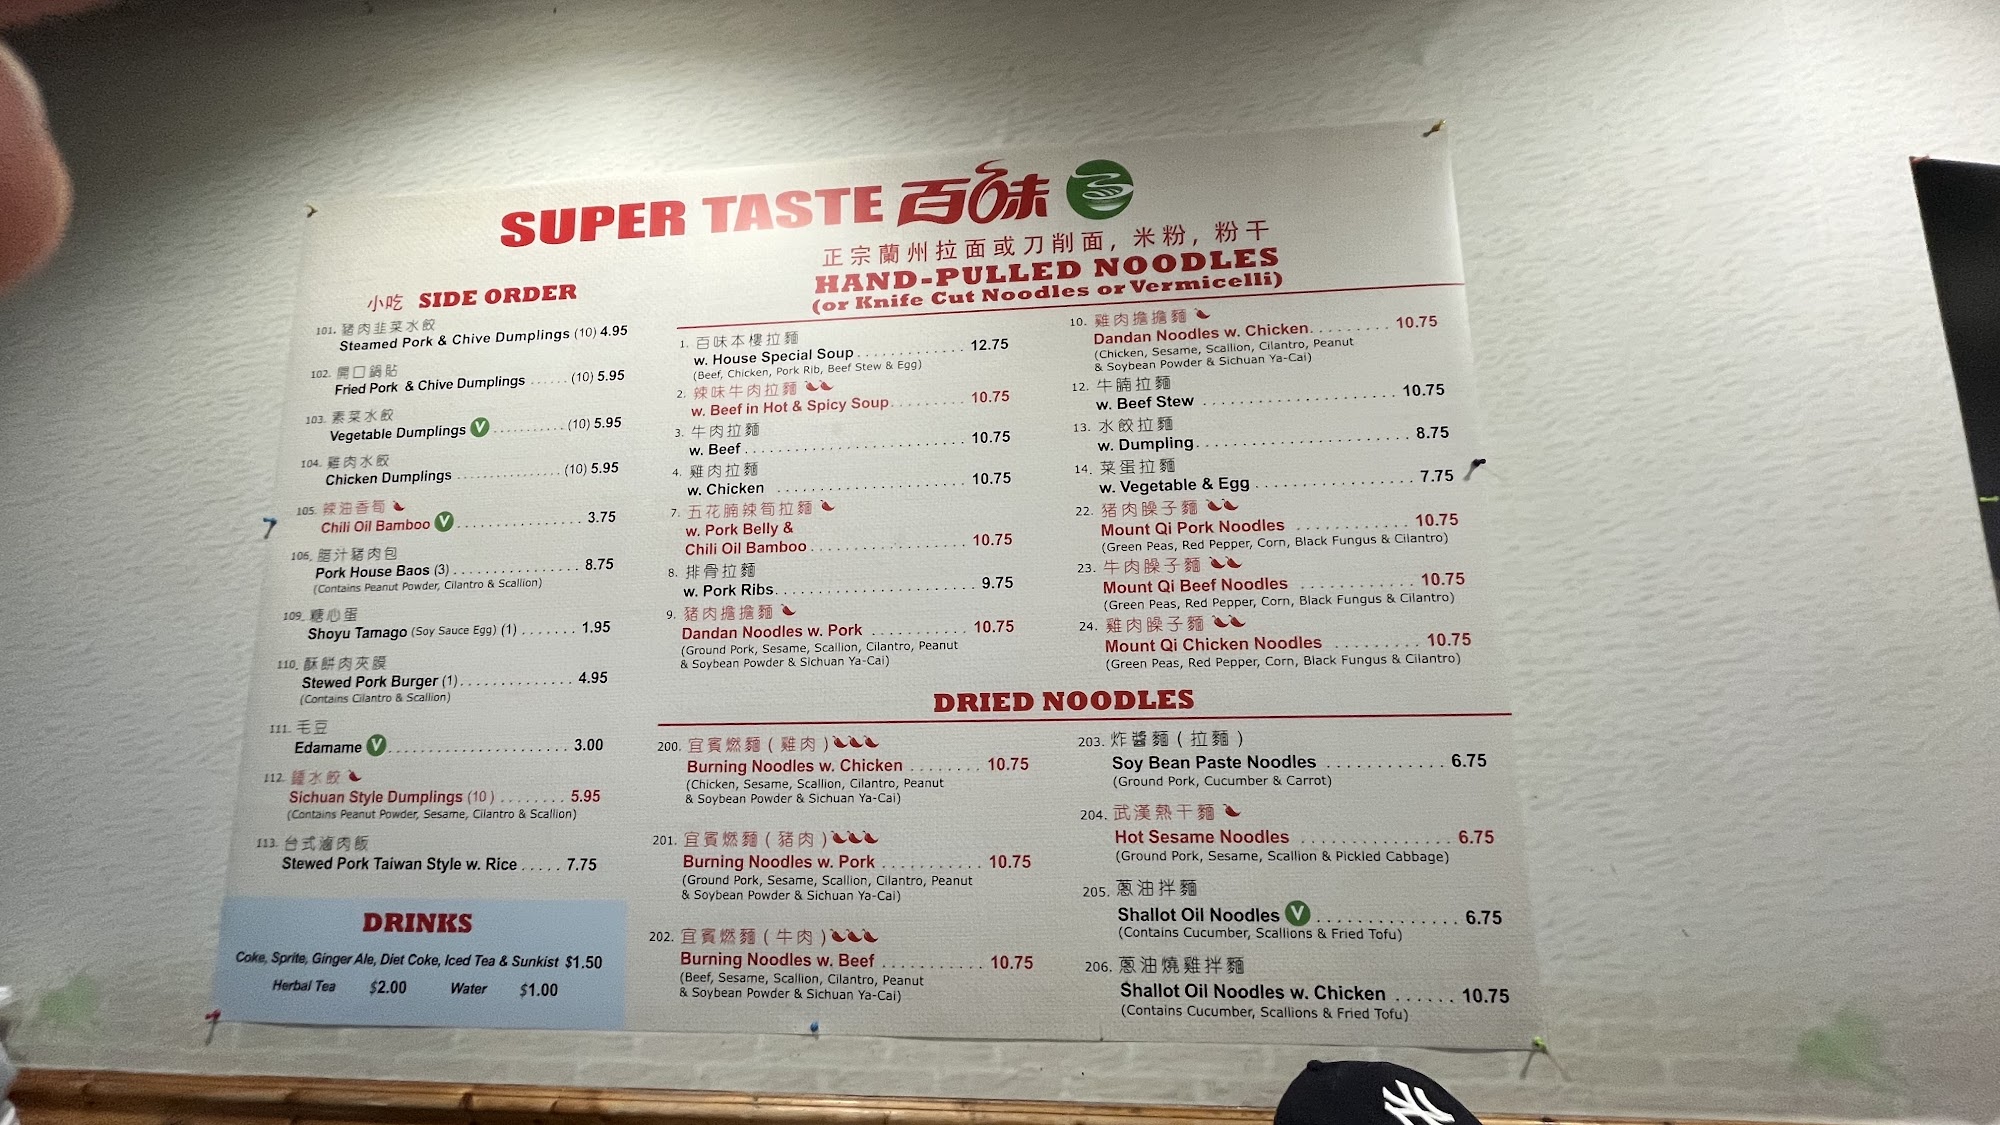 SUPER TASTE 百味
正宗蘭州拉面或刀削面, 米粉, 粉干
HAND-PULLED NOODLES
(or Knife Cut Noodles or Vermicelli)
小吃 SIDE ORDER
101. 豬肉韭菜水餃
Steamed Pork & Chive Dumplings (10) 4.95
102. 開口鍋貼
Fried Pork & Chive Dumplings ...... (10) 5.95
103. 素菜水餃
Vegetable Dumplings V ........... (10) 5.95
104. 雞肉水餃
Chicken Dumplings ................ (10) 5.95
105. 辣油香筍
Chili Oil Bamboo V ................... 3.75
106. 腊汁豬肉包
Pork House Baos (3) ................ 8.75
(Contains Peanut Powder, Cilantro & Scallion)
109. 糖心蛋
Shoyu Tamago (Soy Sauce Egg) (1) ....... 1.95
110. 酥餅肉夾膜
Stewed Pork Burger (1) .............. 4.95
(Contains Cilantro & Scallion)
111. 毛豆
Edamame V ....................... 3.00
112. 鍾水餃
Sichuan Style Dumplings (10 ) ........ 5.95
(Contains Peanut Powder, Sesame, Cilantro & Scallion)
113. 台式滷肉飯
Stewed Pork Taiwan Style w. Rice ..... 7.75
DRINKS
Coke, Sprite, Ginger Ale, Diet Coke, Iced Tea & Sunkist $1.50
Herbal Tea $2.00 Water $1.00
1. 百味本樓拉麵
w. House Special Soup ............. 12.75
(Beef, Chicken, Pork Rib, Beef Stew & Egg)
2. 辣味牛肉拉麵
w. Beef in Hot & Spicy Soup ......... 10.75
3. 牛肉拉麵
w. Beef ........................... 10.75
4. 雞肉拉麵
w. Chicken ....................... 10.75
7. 五花腩辣筍拉麵
w. Pork Belly &
Chili Oil Bamboo ................... 10.75
8. 排骨拉麵
w. Pork Ribs ........................ 9.75
9. 豬肉擔擔麵
Dandan Noodles w. Pork ........... 10.75
(Ground Pork, Sesame, Scallion, Cilantro, Peanut
& Soybean Powder & Sichuan Ya-Cai)
10. 雞肉擔擔麵
Dandan Noodles w. Chicken ......... 10.75
(Chicken, Sesame, Scallion, Cilantro, Peanut
& Soybean Powder & Sichuan Ya-Cai)
12. 牛腩拉麵
w. Beef Stew ...................... 10.75
13. 水餃拉麵
w. Dumpling ........................ 8.75
14. 菜蛋拉麵
w. Vegetable & Egg ................. 7.75
22. 猪肉臊子麵
Mount Qi Pork Noodles ............ 10.75
(Green Peas, Red Pepper, Corn, Black Fungus & Cilantro)
23. 牛肉臊子麵
Mount Qi Beef Noodles ............ 10.75
(Green Peas, Red Pepper, Corn, Black Fungus & Cilantro)
24. 雞肉臊子麵
Mount Qi Chicken Noodles ......... 10.75
(Green Peas, Red Pepper, Corn, Black Fungus & Cilantro)
DRIED NOODLES
200. 宜賓燃麵 ( 雞肉 )
Burning Noodles w. Chicken ........ 10.75
(Chicken, Sesame, Scallion, Cilantro, Peanut
& Soybean Powder & Sichuan Ya-Cai)
201. 宜賓燃麵 ( 豬肉 )
Burning Noodles w. Pork ........... 10.75
(Ground Pork, Sesame, Scallion, Cilantro, Peanut
& Soybean Powder & Sichuan Ya-Cai)
202. 宜賓燃麵 ( 牛肉 )
Burning Noodles w. Beef ........... 10.75
(Beef, Sesame, Scallion, Cilantro, Peanut
& Soybean Powder & Sichuan Ya-Cai)
203. 炸醬麵 ( 拉麵 )
Soy Bean Paste Noodles ............ 6.75
(Ground Pork, Cucumber & Carrot)
204. 武漢熱干麵
Hot Sesame Noodles ............... 6.75
(Ground Pork, Sesame, Scallion & Pickled Cabbage)
205. 蔥油拌麵
Shallot Oil Noodles V .............. 6.75
(Contains Cucumber, Scallions & Fried Tofu)
206. 蔥油燒雞拌麵
Shallot Oil Noodles w. Chicken ...... 10.75
(Contains Cucumber, Scallions & Fried Tofu)
NY